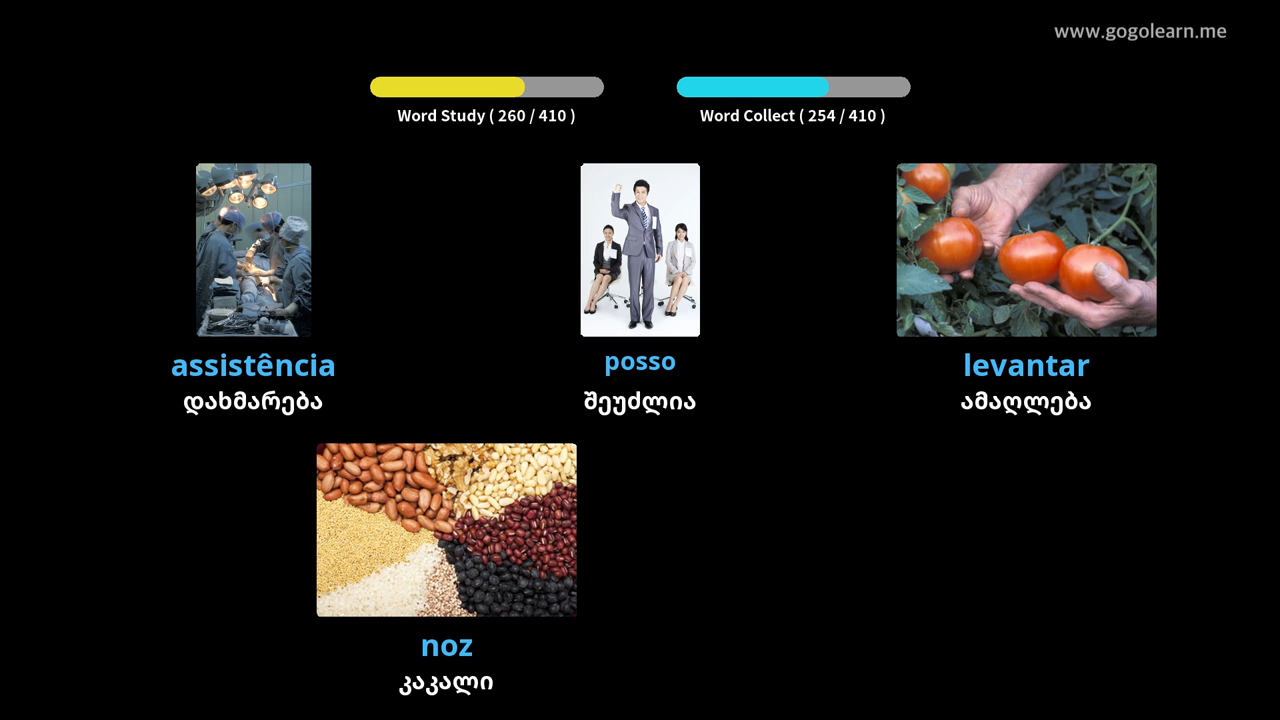 www.gogolearn.me
Word Study ( 260 / 410 )
Word Collect ( 254 / 410 )
assistência
დახმარება
posso
შეუძლია
levantar
ამაღლება
noz
კაკალი